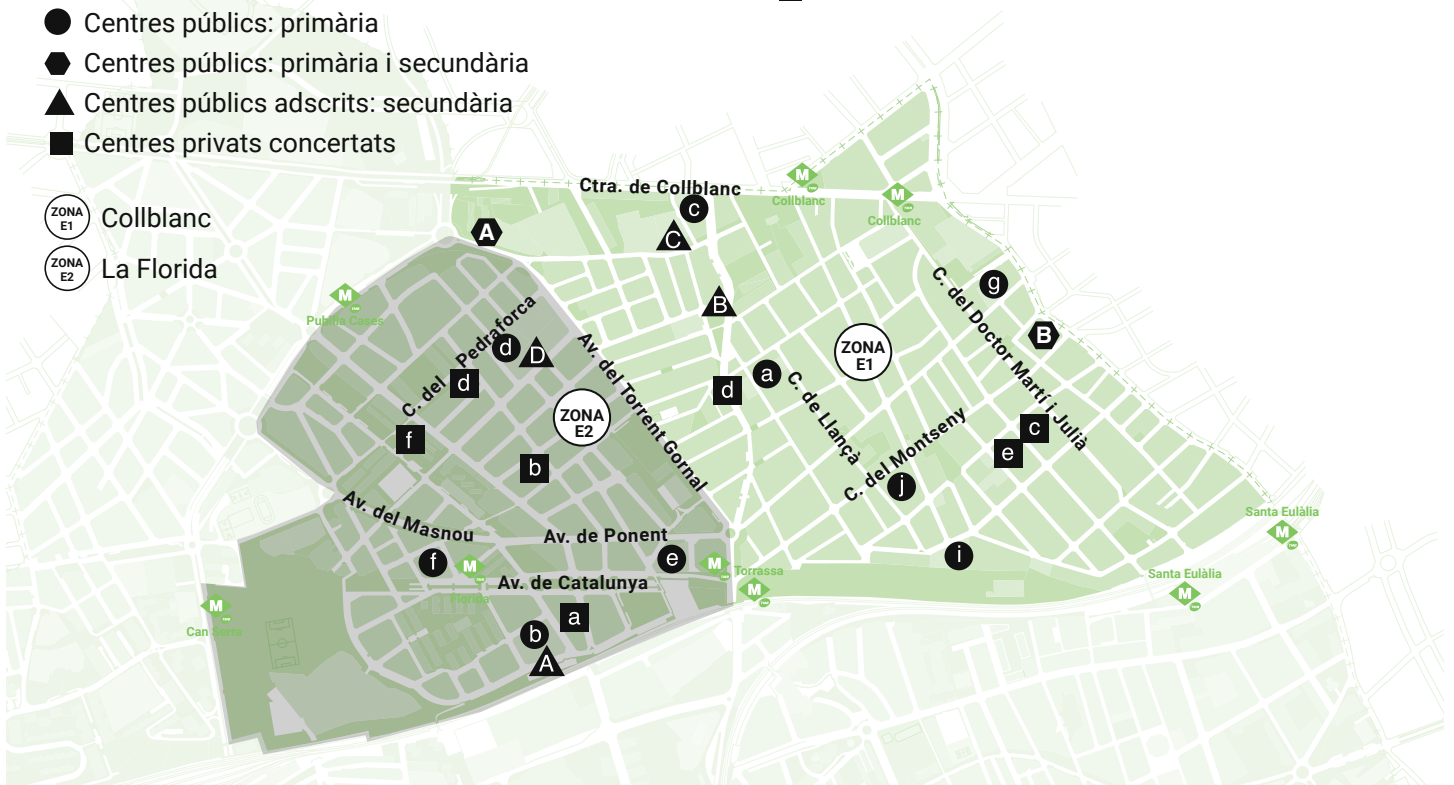 Centres públics: primària
Centres públics: primària i secundària
Centres públics adscrits: secundària
Centres privats concertats
ZONA
E1
Collblanc
ZONA
E2
La Florida
Ctra. de Collblanc
M
Collblanc
M
Collblanc
c
A
C
g
M
Pubilla Cases
B
B
C. del Doctor Martí i Julià
C. del Pedraforca
d
D
Av. del Torrent Gornal
ZONA
E1
d
d
a
C. de Llançà
ZONA
E2
f
C. del Montseny
c
e
b
j
Av. del Masnou
Av. de Ponent
Santa Eulàlia
M
f
M
Florida
e
M
Torrassa
M
i
Av. de Catalunya
Santa Eulàlia
M
M
Can Serra
a
b
A